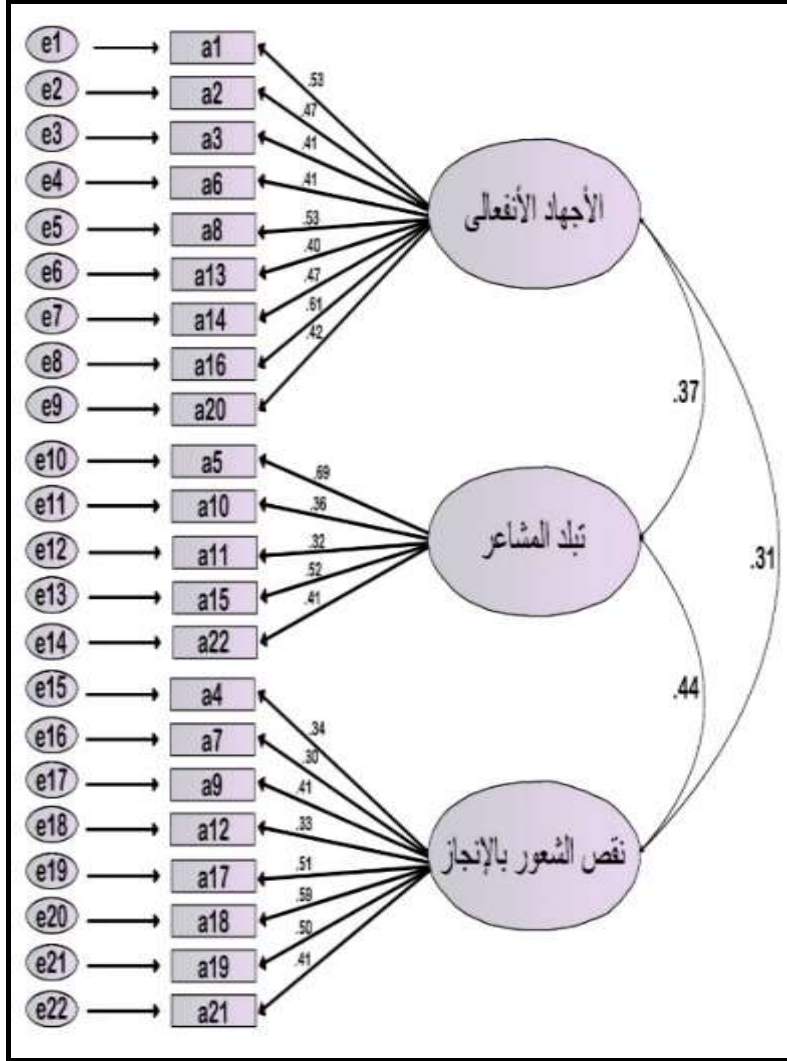 e1 a1
.53
e2 a2
.47
e3 a3
.41
e4 a6
.41
الأجهاد الأنفعالى
e5 a8
.53
e6 a13
.40
e7 a14
.47
e8 a16
.61
e9 a20
.42
.37
e10 a5
.69
e11 a10
.36
e12 a11
.32
تبلد المشاعر
e13 a15
.52
e14 a22
.41
.31
.44
e15 a4
.34
e16 a7
.30
e17 a9
.41
e18 a12
.33
نقص الشعور بالإنجاز
e19 a17
.51
e20 a18
.59
e21 a19
.50
e22 a21
.41